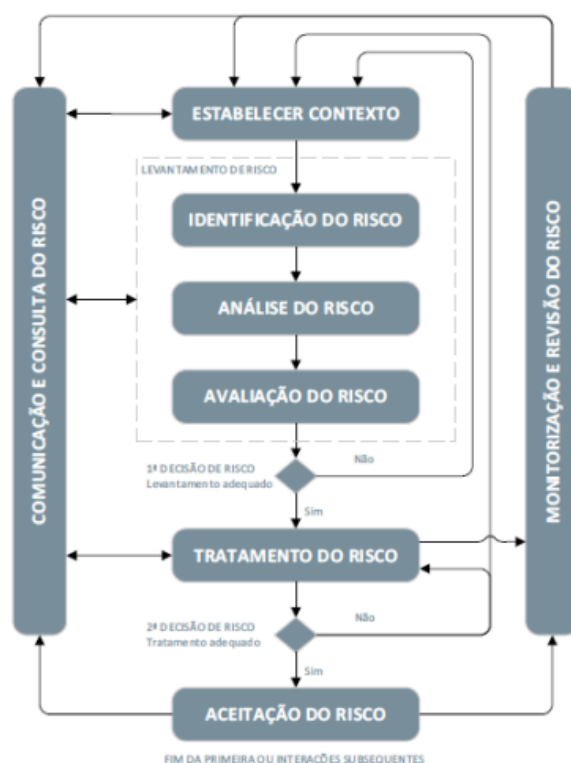 ESTABELECER CONTEXTO
LEVANTAMENTO DE RISCO
IDENTIFICAÇÃO DO RISCO
ANÁLISE DO RISCO
AVALIAÇÃO DO RISCO
1ª DECISÃO DE RISCO
Levantamento adequado
Não
Sim
TRATAMENTO DO RISCO
2ª DECISÃO DE RISCO
Tratamento adequado
Não
Sim
ACEITAÇÃO DO RISCO
FIM DA PRIMEIRA OU INTERAÇÕES SUBSEQUENTES
COMUNICAÇÃO E CONSULTA DO RISCO
MONITORIZAÇÃO E REVISÃO DO RISCO